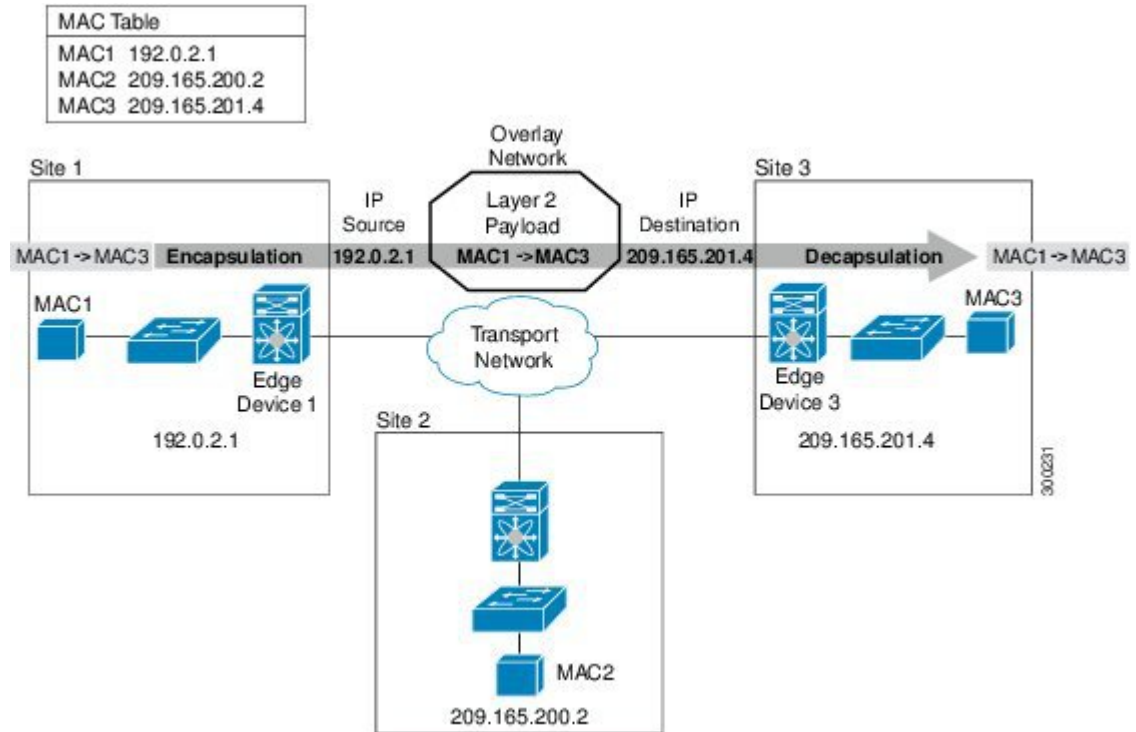 MAC Table
MAC1 192.0.2.1
MAC2 209.165.200.2
MAC3 209.165.201.4
Overlay
Network
Site 1
Site 3
IP
Source
Layer 2
Payload
IP
Destination
MAC1 ->MAC3
Encapsulation
192.0.2.1
MAC1 ->MAC3
209.165.201.4
Decapsulation
MAC1 ->MAC3
MAC1
MAC3
Transport
Network
Edge
Device 1
Edge
Device 3
192.0.2.1
209.165.201.4
Site 2
300231
MAC2
209.165.200.2